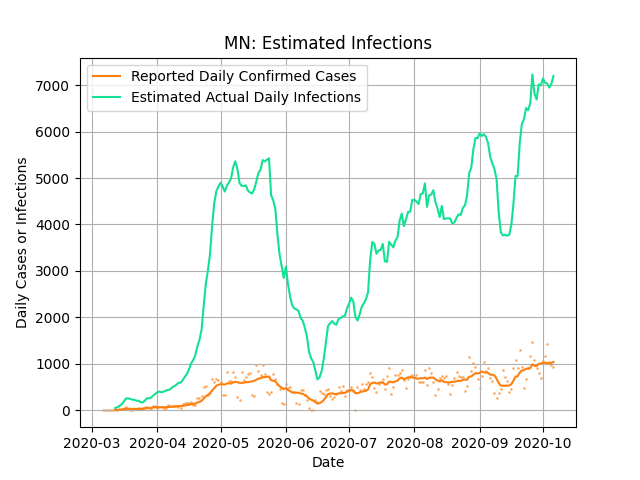 MN: Estimated Infections
Reported Daily Confirmed Cases
Estimated Actual Daily Infections
7000
6000
5000
4000
3000
2000
1000
0
Daily Cases or Infections
2020-03 2020-04 2020-05 2020-06 2020-07 2020-08 2020-09 2020-10
Date